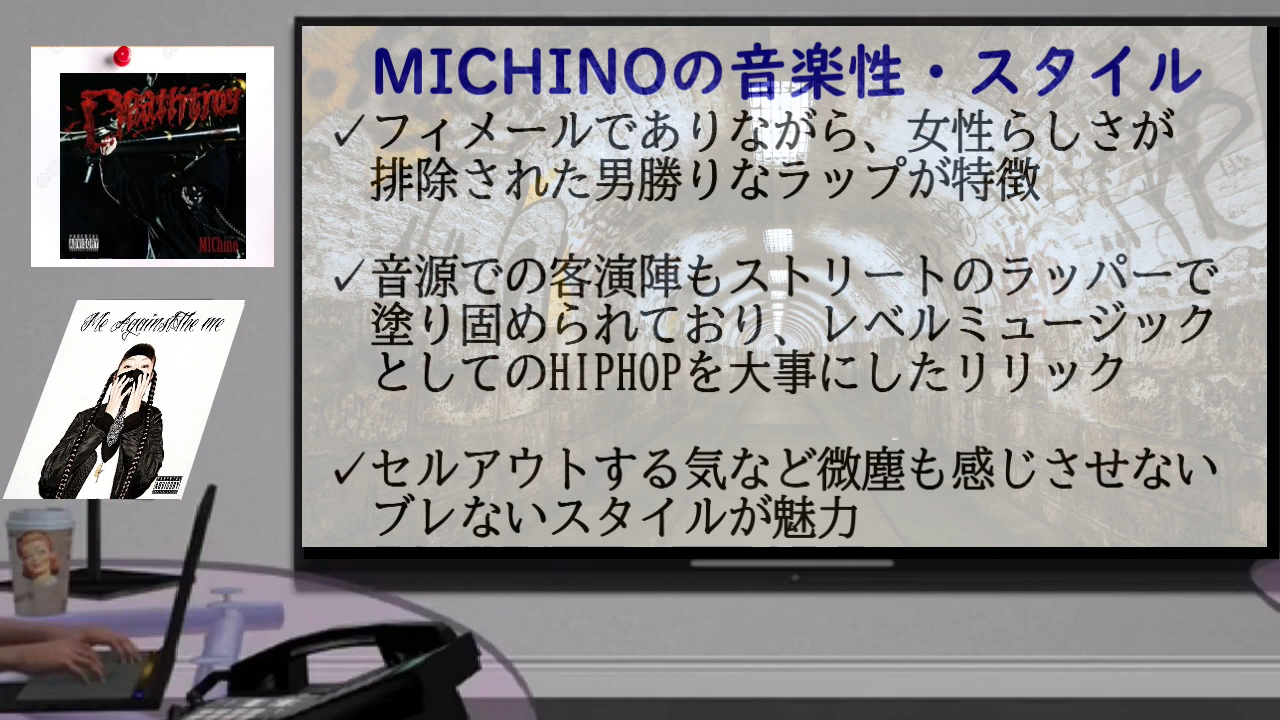 MICHINOの音楽性・スタイル
✓フィメールでありながら、女性らしさが
排除された男勝りなラップが特徴
✓音源での客演陣もストリートのラッパーで
塗り固められており、レベルミュージック
としてのHIPHOPを大事にしたリリック
✓セルアウトする気など微塵も感じさせない
ブレないスタイルが魅力
MIChino
Me Against The me